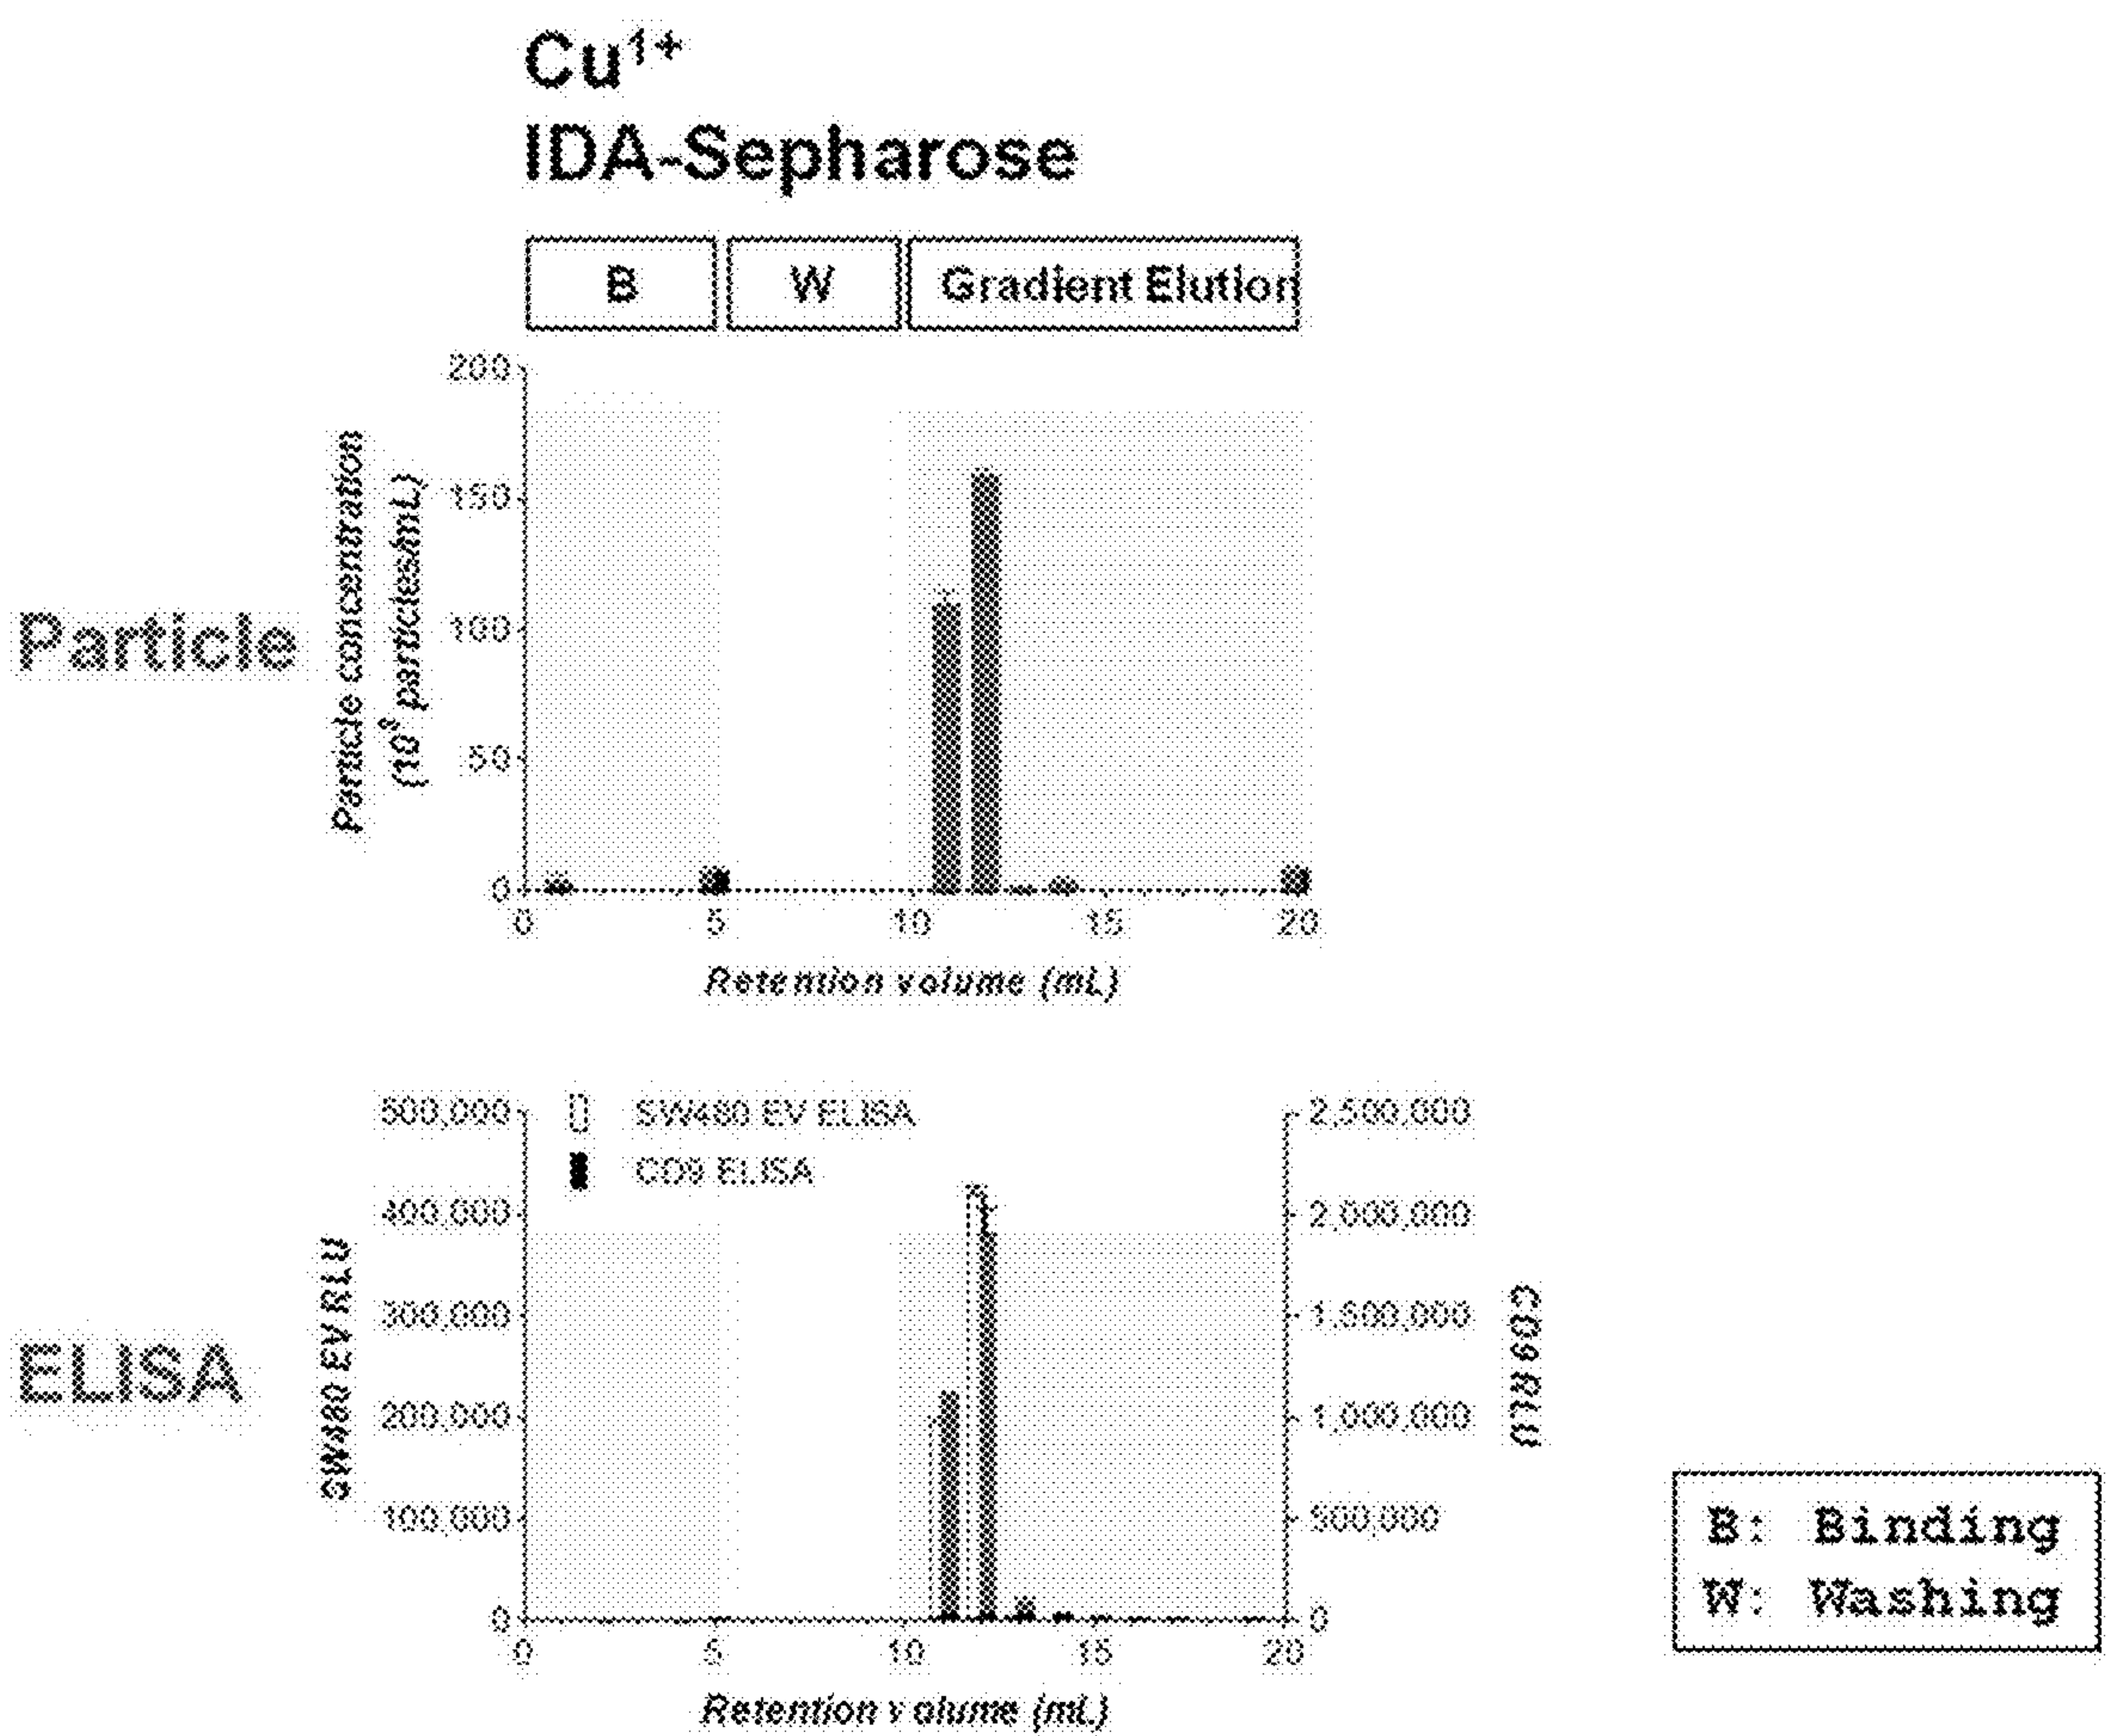 Cu¹⁺
IDA-Sepharose
B W Gradient Elution
Particle
Particle concentration
(10⁸ particles/mL)
200
150
100
50
0
0 5 10 15 20
Retention volume (mL)
ELISA
SW480 EV RLU
500,000
400,000
300,000
200,000
100,000
0
SW480 EV ELISA
CD9 ELISA
2,500,000
2,000,000
1,500,000
1,000,000
500,000
0
CD9 RLU
0 5 10 15 20
Retention volume (mL)
B: Binding
W: Washing